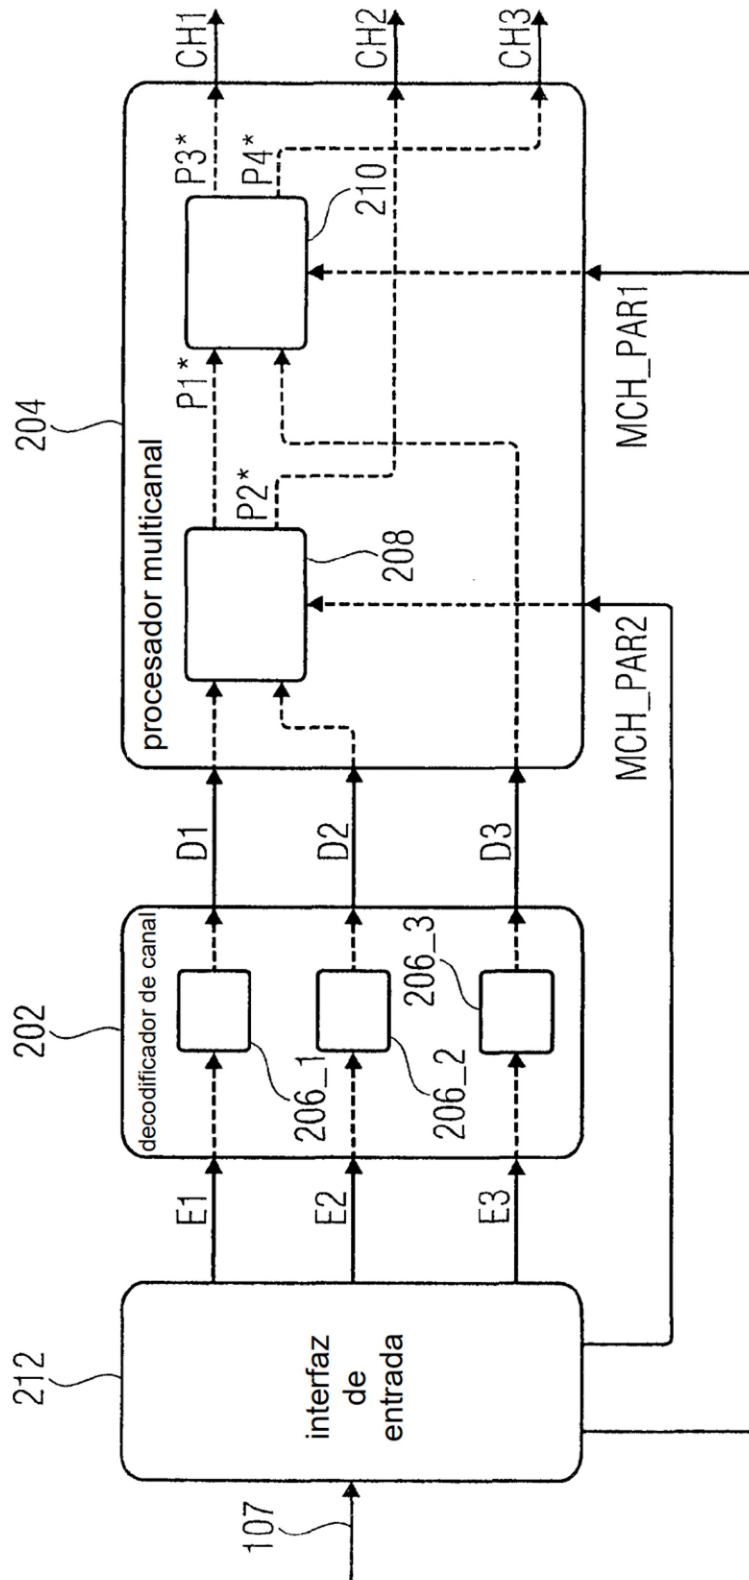 107
212
interfaz
de
entrada
E1
E2
E3
202
decodificador de canal
206_1
206_2
206_3
D1
D2
D3
204
procesador multicanal
208
P1*
P2*
210
P3*
P4*
CH1
CH2
CH3
MCH_PAR2
MCH_PAR1